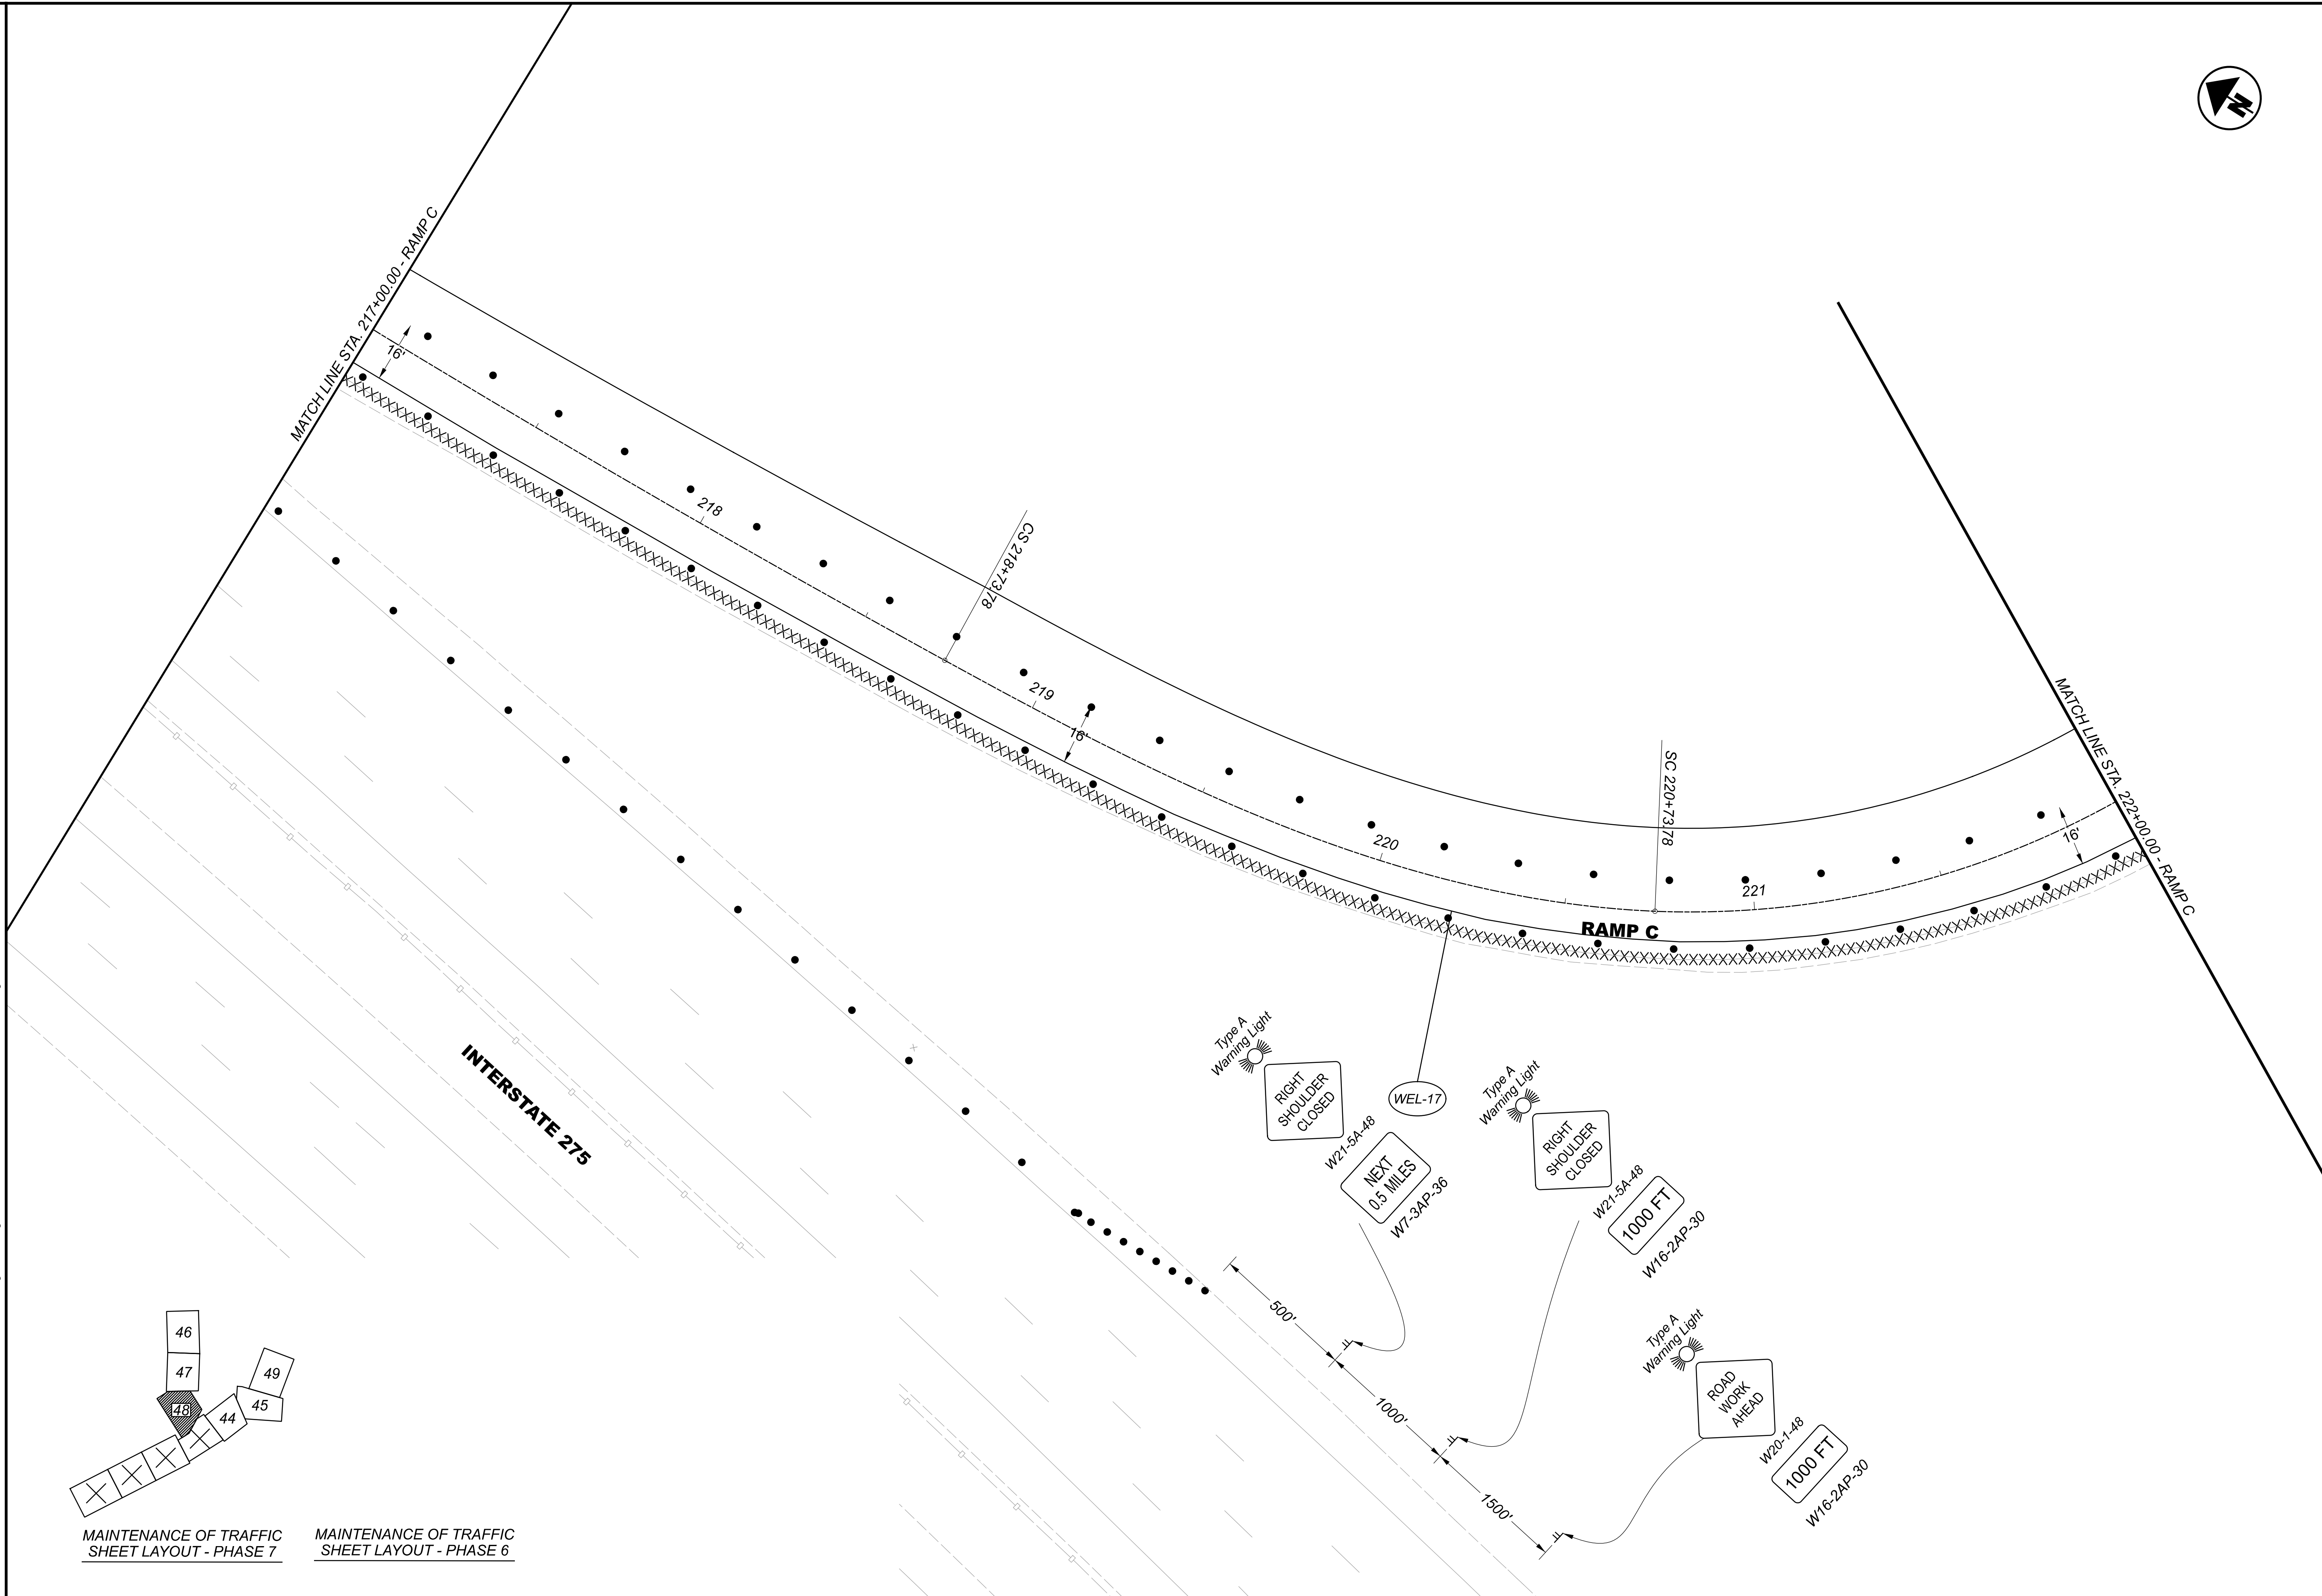 N
MATCH LINE STA. 217+00.00 - RAMP C
16'
218
CS 218+73.78
219
16'
220
SC 220+73.78
221
RAMP C
16'
MATCH LINE STA. 222+00.00 - RAMP C
INTERSTATE 275
Type A
Warning Light
RIGHT
SHOULDER
CLOSED
W21-5A-48
NEXT
0.5 MILES
W7-3AP-36
WEL-17
Type A
Warning Light
RIGHT
SHOULDER
CLOSED
W21-5A-48
1000 FT
W16-2AP-30
500'
1000'
1500'
Type A
Warning Light
ROAD
WORK
AHEAD
W20-1-48
1000 FT
W16-2AP-30
46
47
48
49
45
44
MAINTENANCE OF TRAFFIC
SHEET LAYOUT - PHASE 7
MAINTENANCE OF TRAFFIC
SHEET LAYOUT - PHASE 6